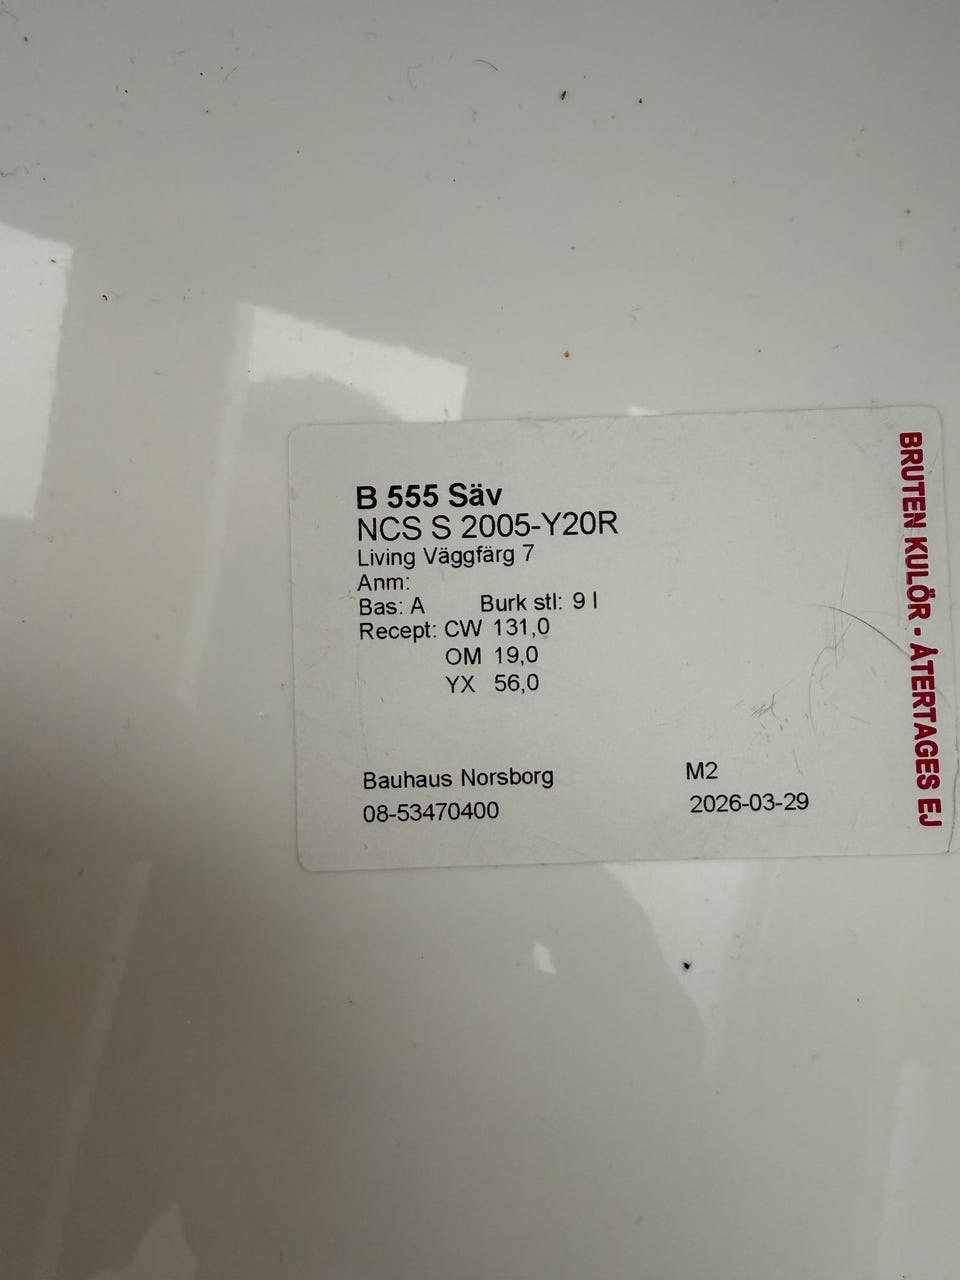 B 555 Säv
NCS S 2005-Y20R
Living Väggfärg 7
Anm:
Bas: A Burk stl: 9 l
Recept: CW 131,0
OM 19,0
YX 56,0
Bauhaus Norsborg M2
08-53470400 2026-03-29
BRUTEN KULÖR - ÅTERTAGES EJ